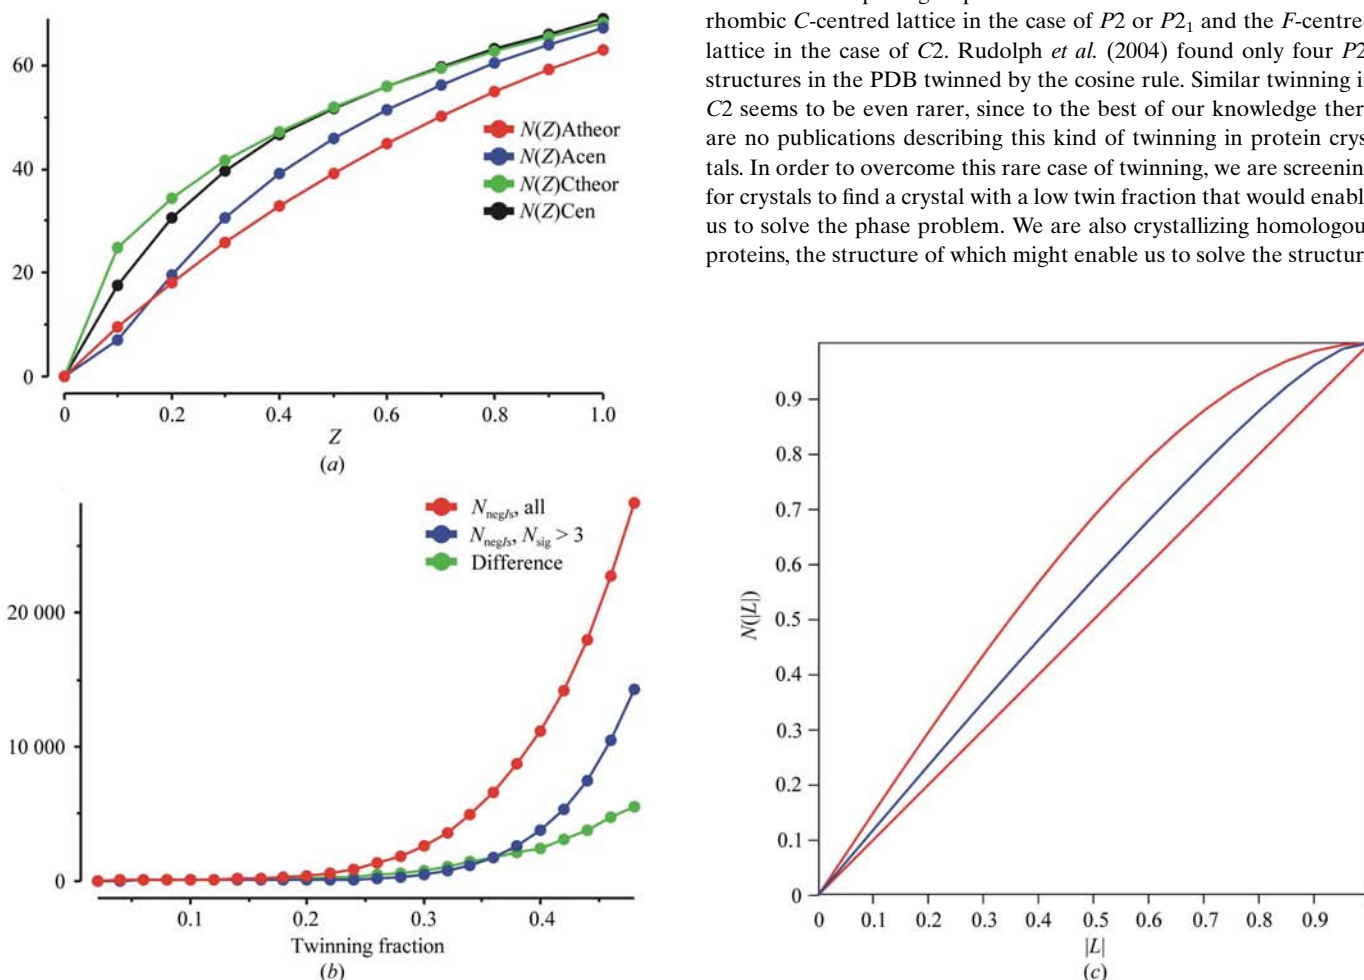 60
40
20
0
0
0.2
0.4
0.6
0.8
1.0
Z
(a)
N(Z)Atheor
N(Z)Acen
N(Z)Ctheor
N(Z)Cen
20 000
10 000
0
0.1
0.2
0.3
0.4
Twinning fraction
(b)
N_neg/s, all
N_neg/s, N_sig > 3
Difference
rhombic C-centred lattice in the case of P2 or P2₁ and the F-centred
lattice in the case of C2. Rudolph et al. (2004) found only four P2
structures in the PDB twinned by the cosine rule. Similar twinning i
C2 seems to be even rarer, since to the best of our knowledge ther
are no publications describing this kind of twinning in protein crys
tals. In order to overcome this rare case of twinning, we are screenin
for crystals to find a crystal with a low twin fraction that would enabl
us to solve the phase problem. We are also crystallizing homologou
proteins, the structure of which might enable us to solve the structur
0.9
0.8
0.7
0.6
0.5
0.4
0.3
0.2
0.1
0
N(|L|)
0
0.1
0.2
0.3
0.4
0.5
0.6
0.7
0.8
0.9
|L|
(c)